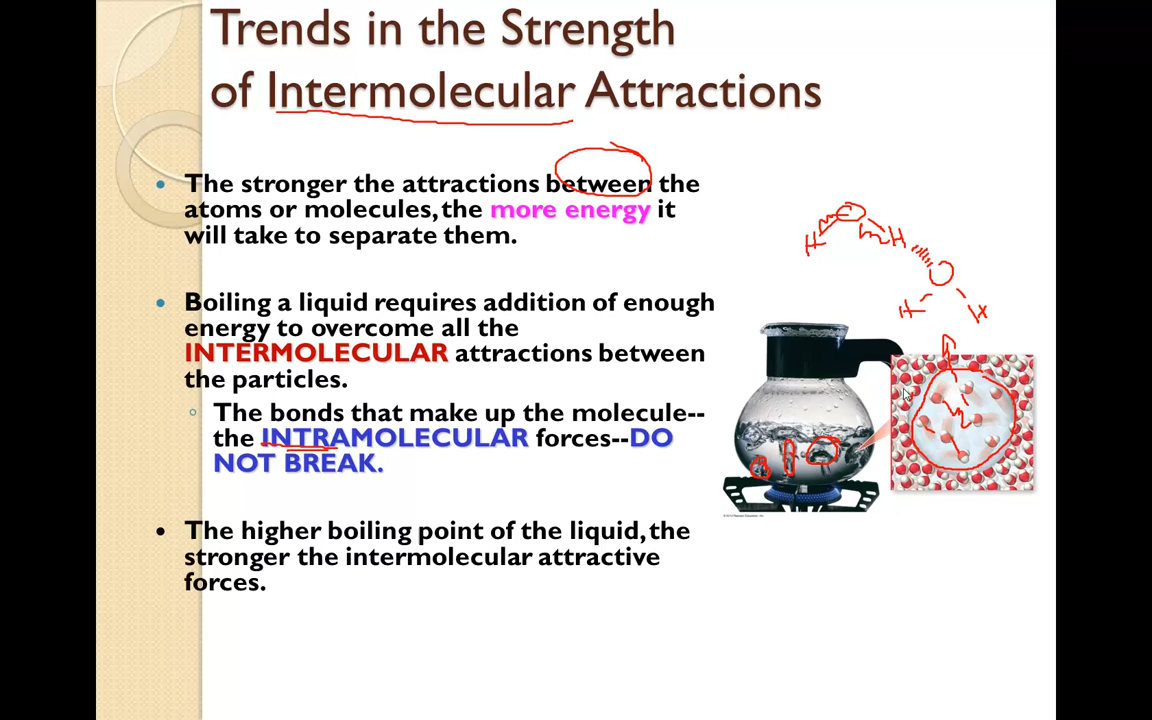 Trends in the Strength
of Intermolecular Attractions
• The stronger the attractions between the
atoms or molecules, the more energy it
will take to separate them.
• Boiling a liquid requires addition of enough
energy to overcome all the
INTERMOLECULAR attractions between
the particles.
◦ The bonds that make up the molecule--
the INTRAMOLECULAR forces--DO
NOT BREAK.
• The higher boiling point of the liquid, the
stronger the intermolecular attractive
forces.
O
H H
O
H H